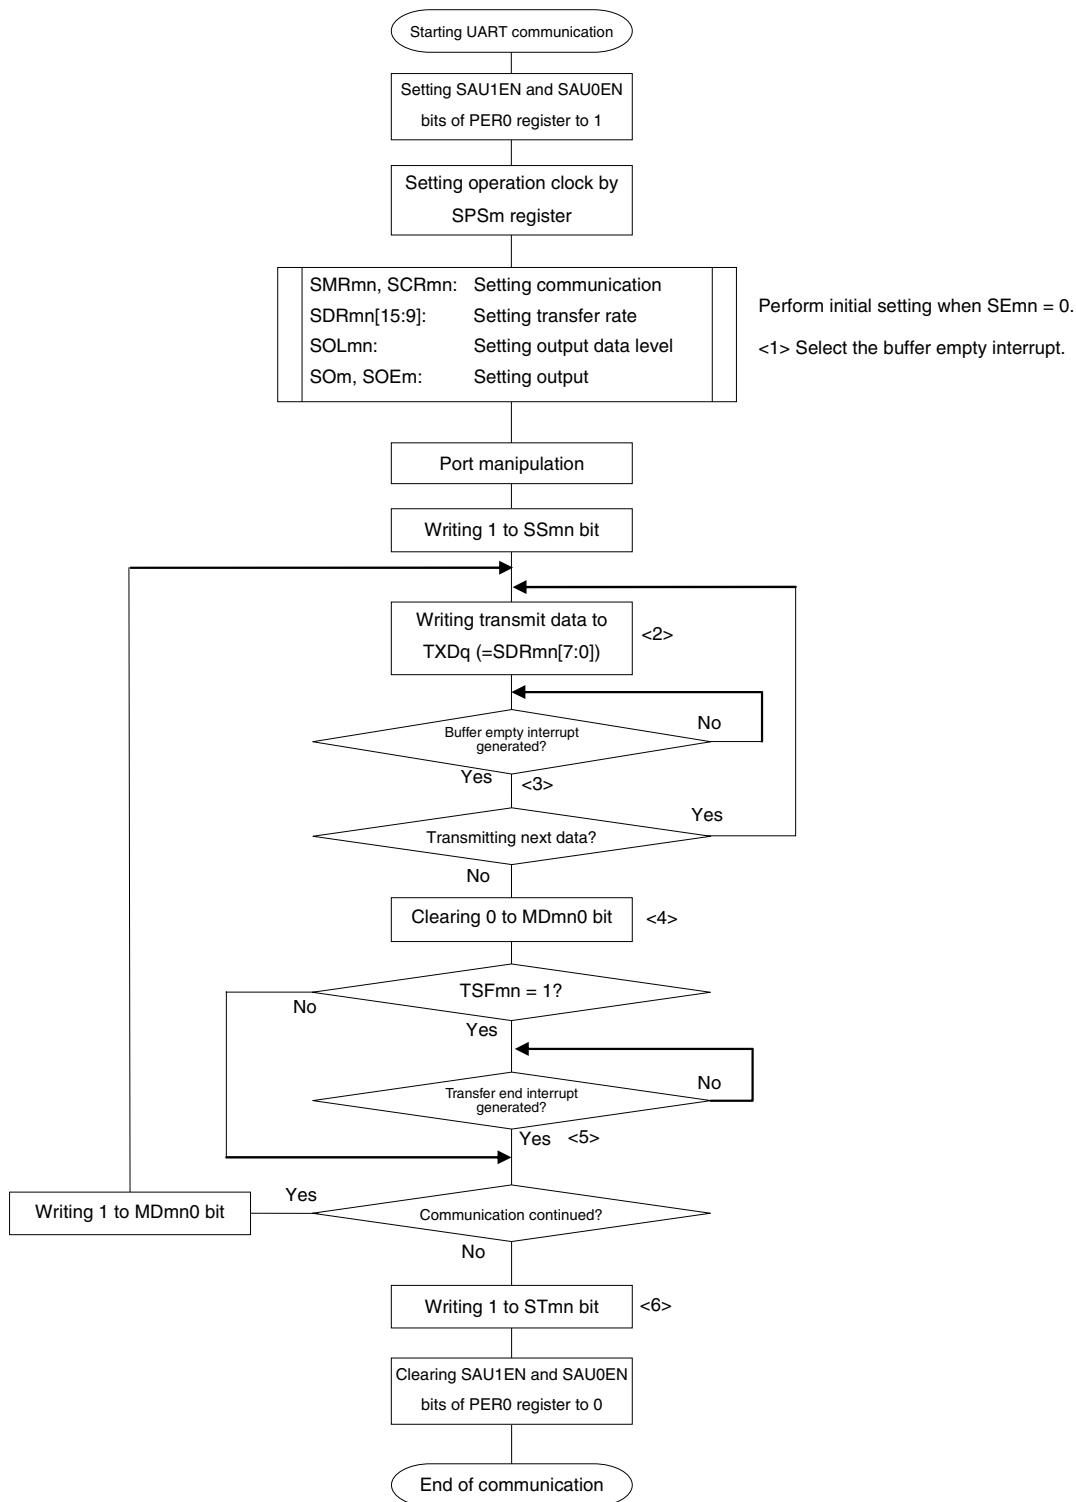 Starting UART communication
Setting SAU1EN and SAU0EN
bits of PER0 register to 1
Setting operation clock by
SPSm register
SMRmn, SCRmn: Setting communication
SDRmn[15:9]: Setting transfer rate
SOLmn: Setting output data level
SOm, SOEm: Setting output
Perform initial setting when SEmn = 0.
<1> Select the buffer empty interrupt.
Port manipulation
Writing 1 to SSmn bit
Writing transmit data to
TXDq (=SDRmn[7:0])
<2>
Buffer empty interrupt
generated?
No
Yes
<3>
Transmitting next data?
Yes
No
Clearing 0 to MDmn0 bit
<4>
TSFmn = 1?
No
Yes
Transfer end interrupt
generated?
No
Yes
<5>
Communication continued?
Yes
Writing 1 to MDmn0 bit
No
Writing 1 to STmn bit
<6>
Clearing SAU1EN and SAU0EN
bits of PER0 register to 0
End of communication